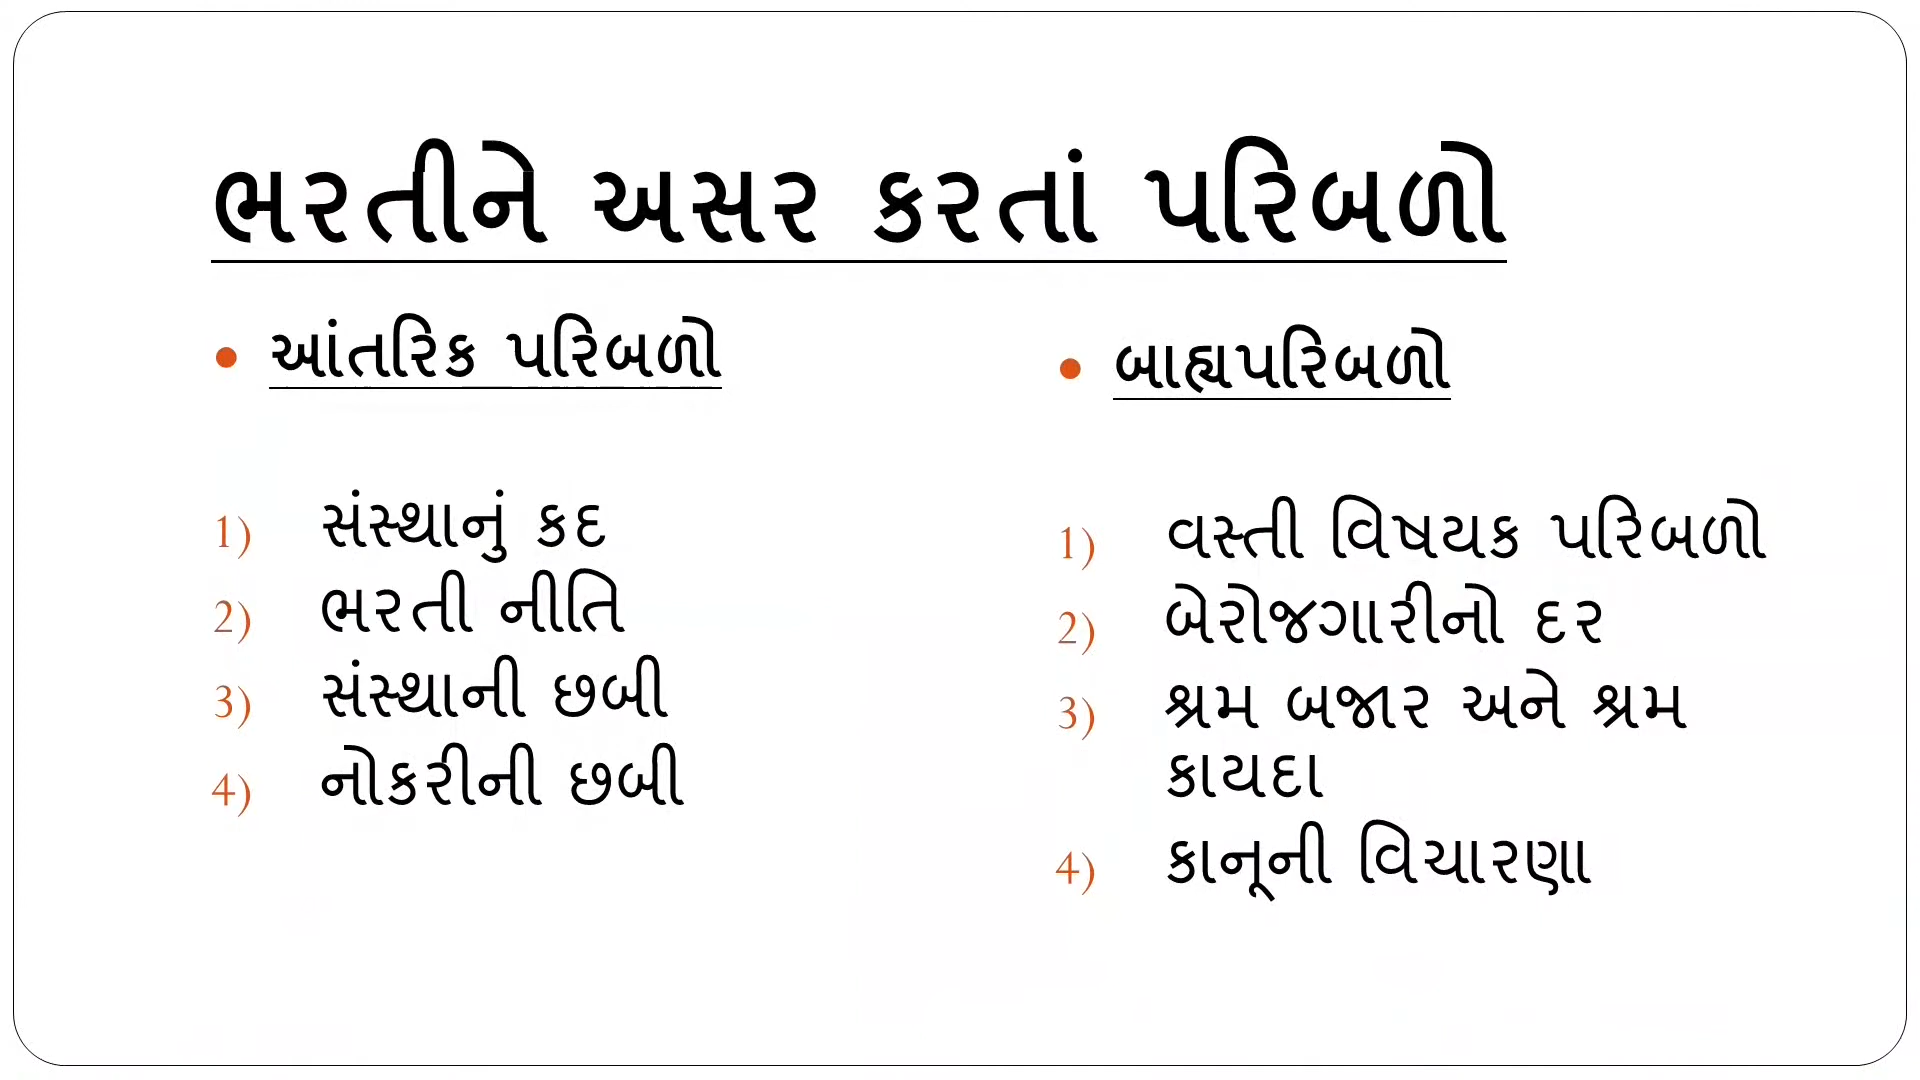 ભરતીને અસર કરતાં પરિબળો
• આંતરિક પરિબળો
1) સંસ્થાનું કદ
2) ભરતી નીતિ
3) સંસ્થાની છબી
4) નોકરીની છબી
• બાહ્યપરિબળો
1) વસ્તી વિષયક પરિબળો
2) બેરોજગારીનો દર
3) શ્રમ બજાર અને શ્રમ
કાયદા
4) કાનૂની વિચારણા